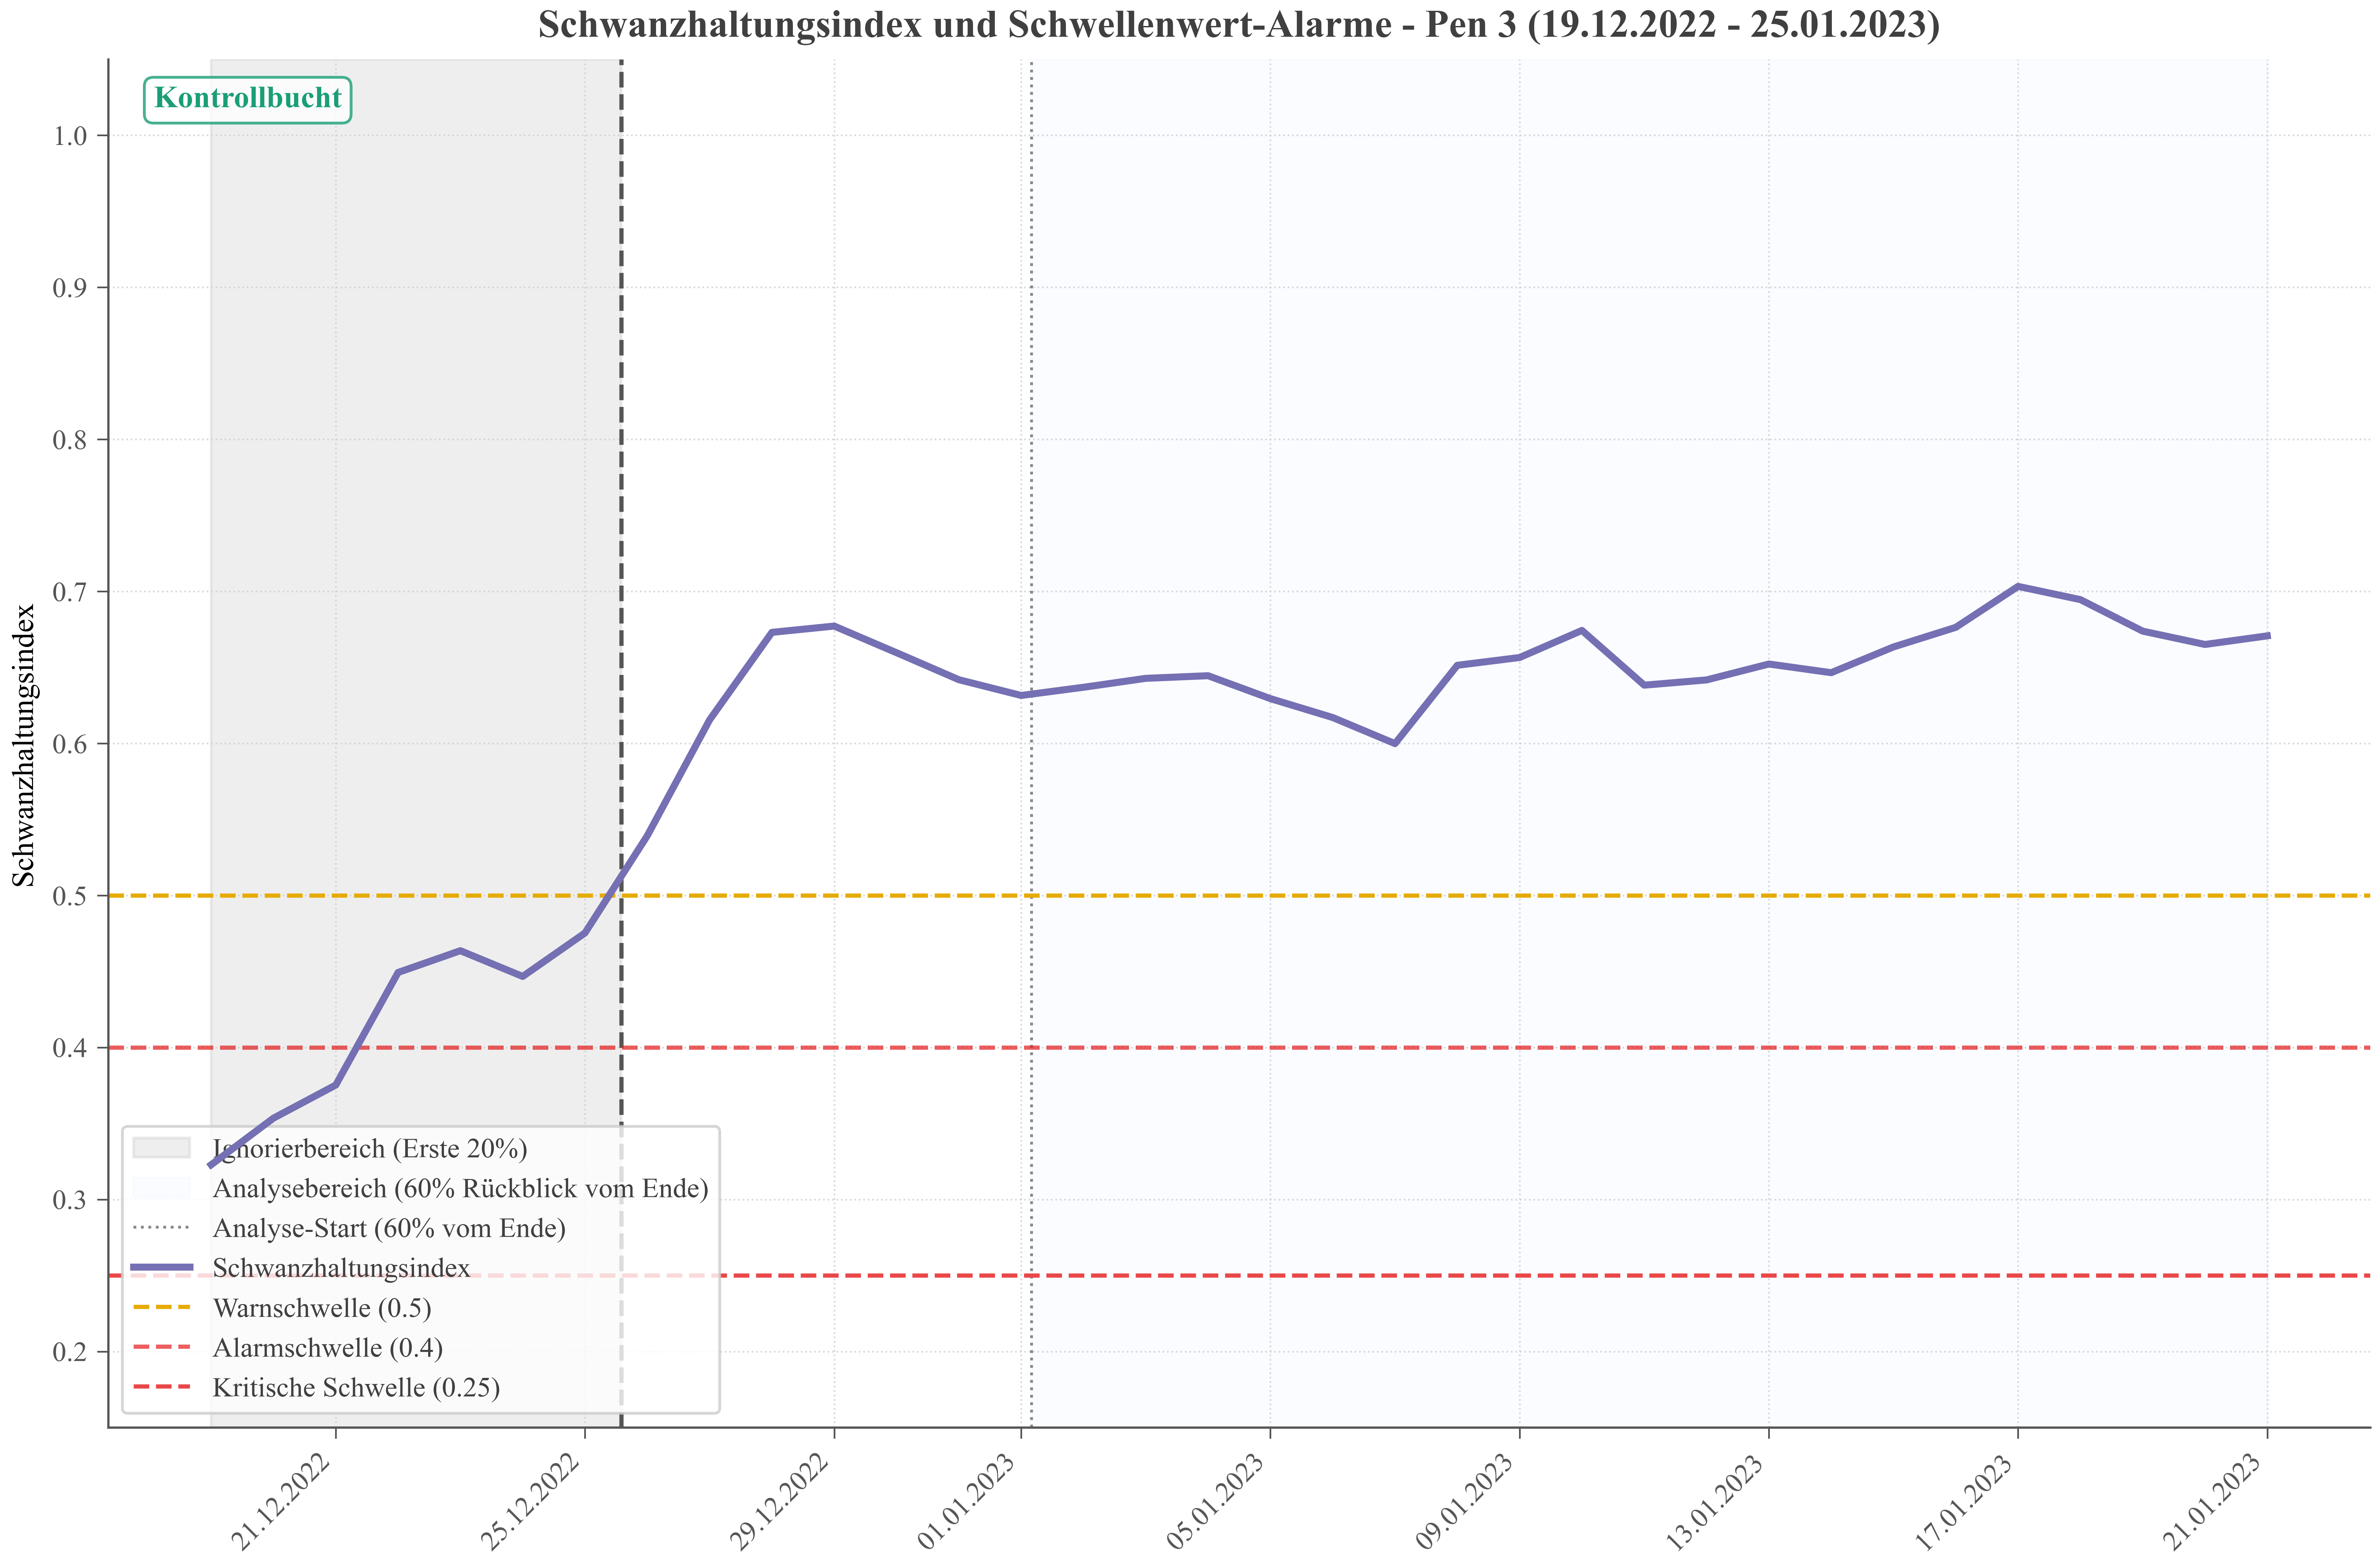 Schwanzhaltungsindex und Schwellenwert-Alarme - Pen 3 (19.12.2022 - 25.01.2023)
Kontrollbucht
Schwanzhaltungsindex
1.0
0.9
0.8
0.7
0.6
0.5
0.4
0.3
0.2
Ignorierbereich (Erste 20%)
Analysebereich (60% Rückblick vom Ende)
Analyse-Start (60% vom Ende)
Schwanzhaltungsindex
Warnschwelle (0.5)
Alarmschwelle (0.4)
Kritische Schwelle (0.25)
21.12.2022
25.12.2022
29.12.2022
01.01.2023
05.01.2023
09.01.2023
13.01.2023
17.01.2023
21.01.2023